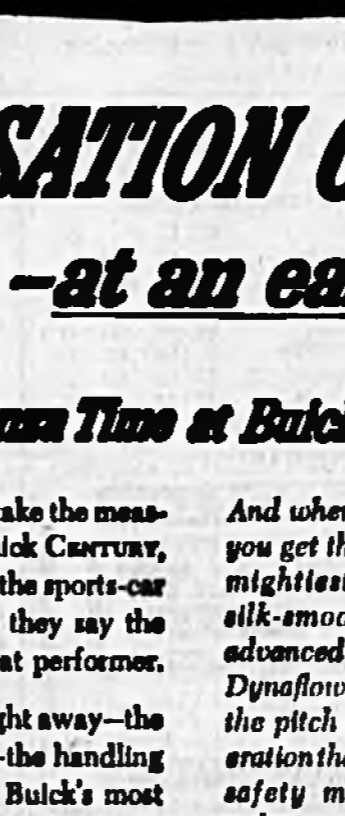 SATION
–at an ea
Time at Buick
ake the meas-
ick CENTURY,
the sports-car
they say the
at performer.
ght away—the
-the handling
Buick's most
And when
you get th
mightiest
silk-smoo
advanced
Dynaflow
the pitch
eration tha
safety m